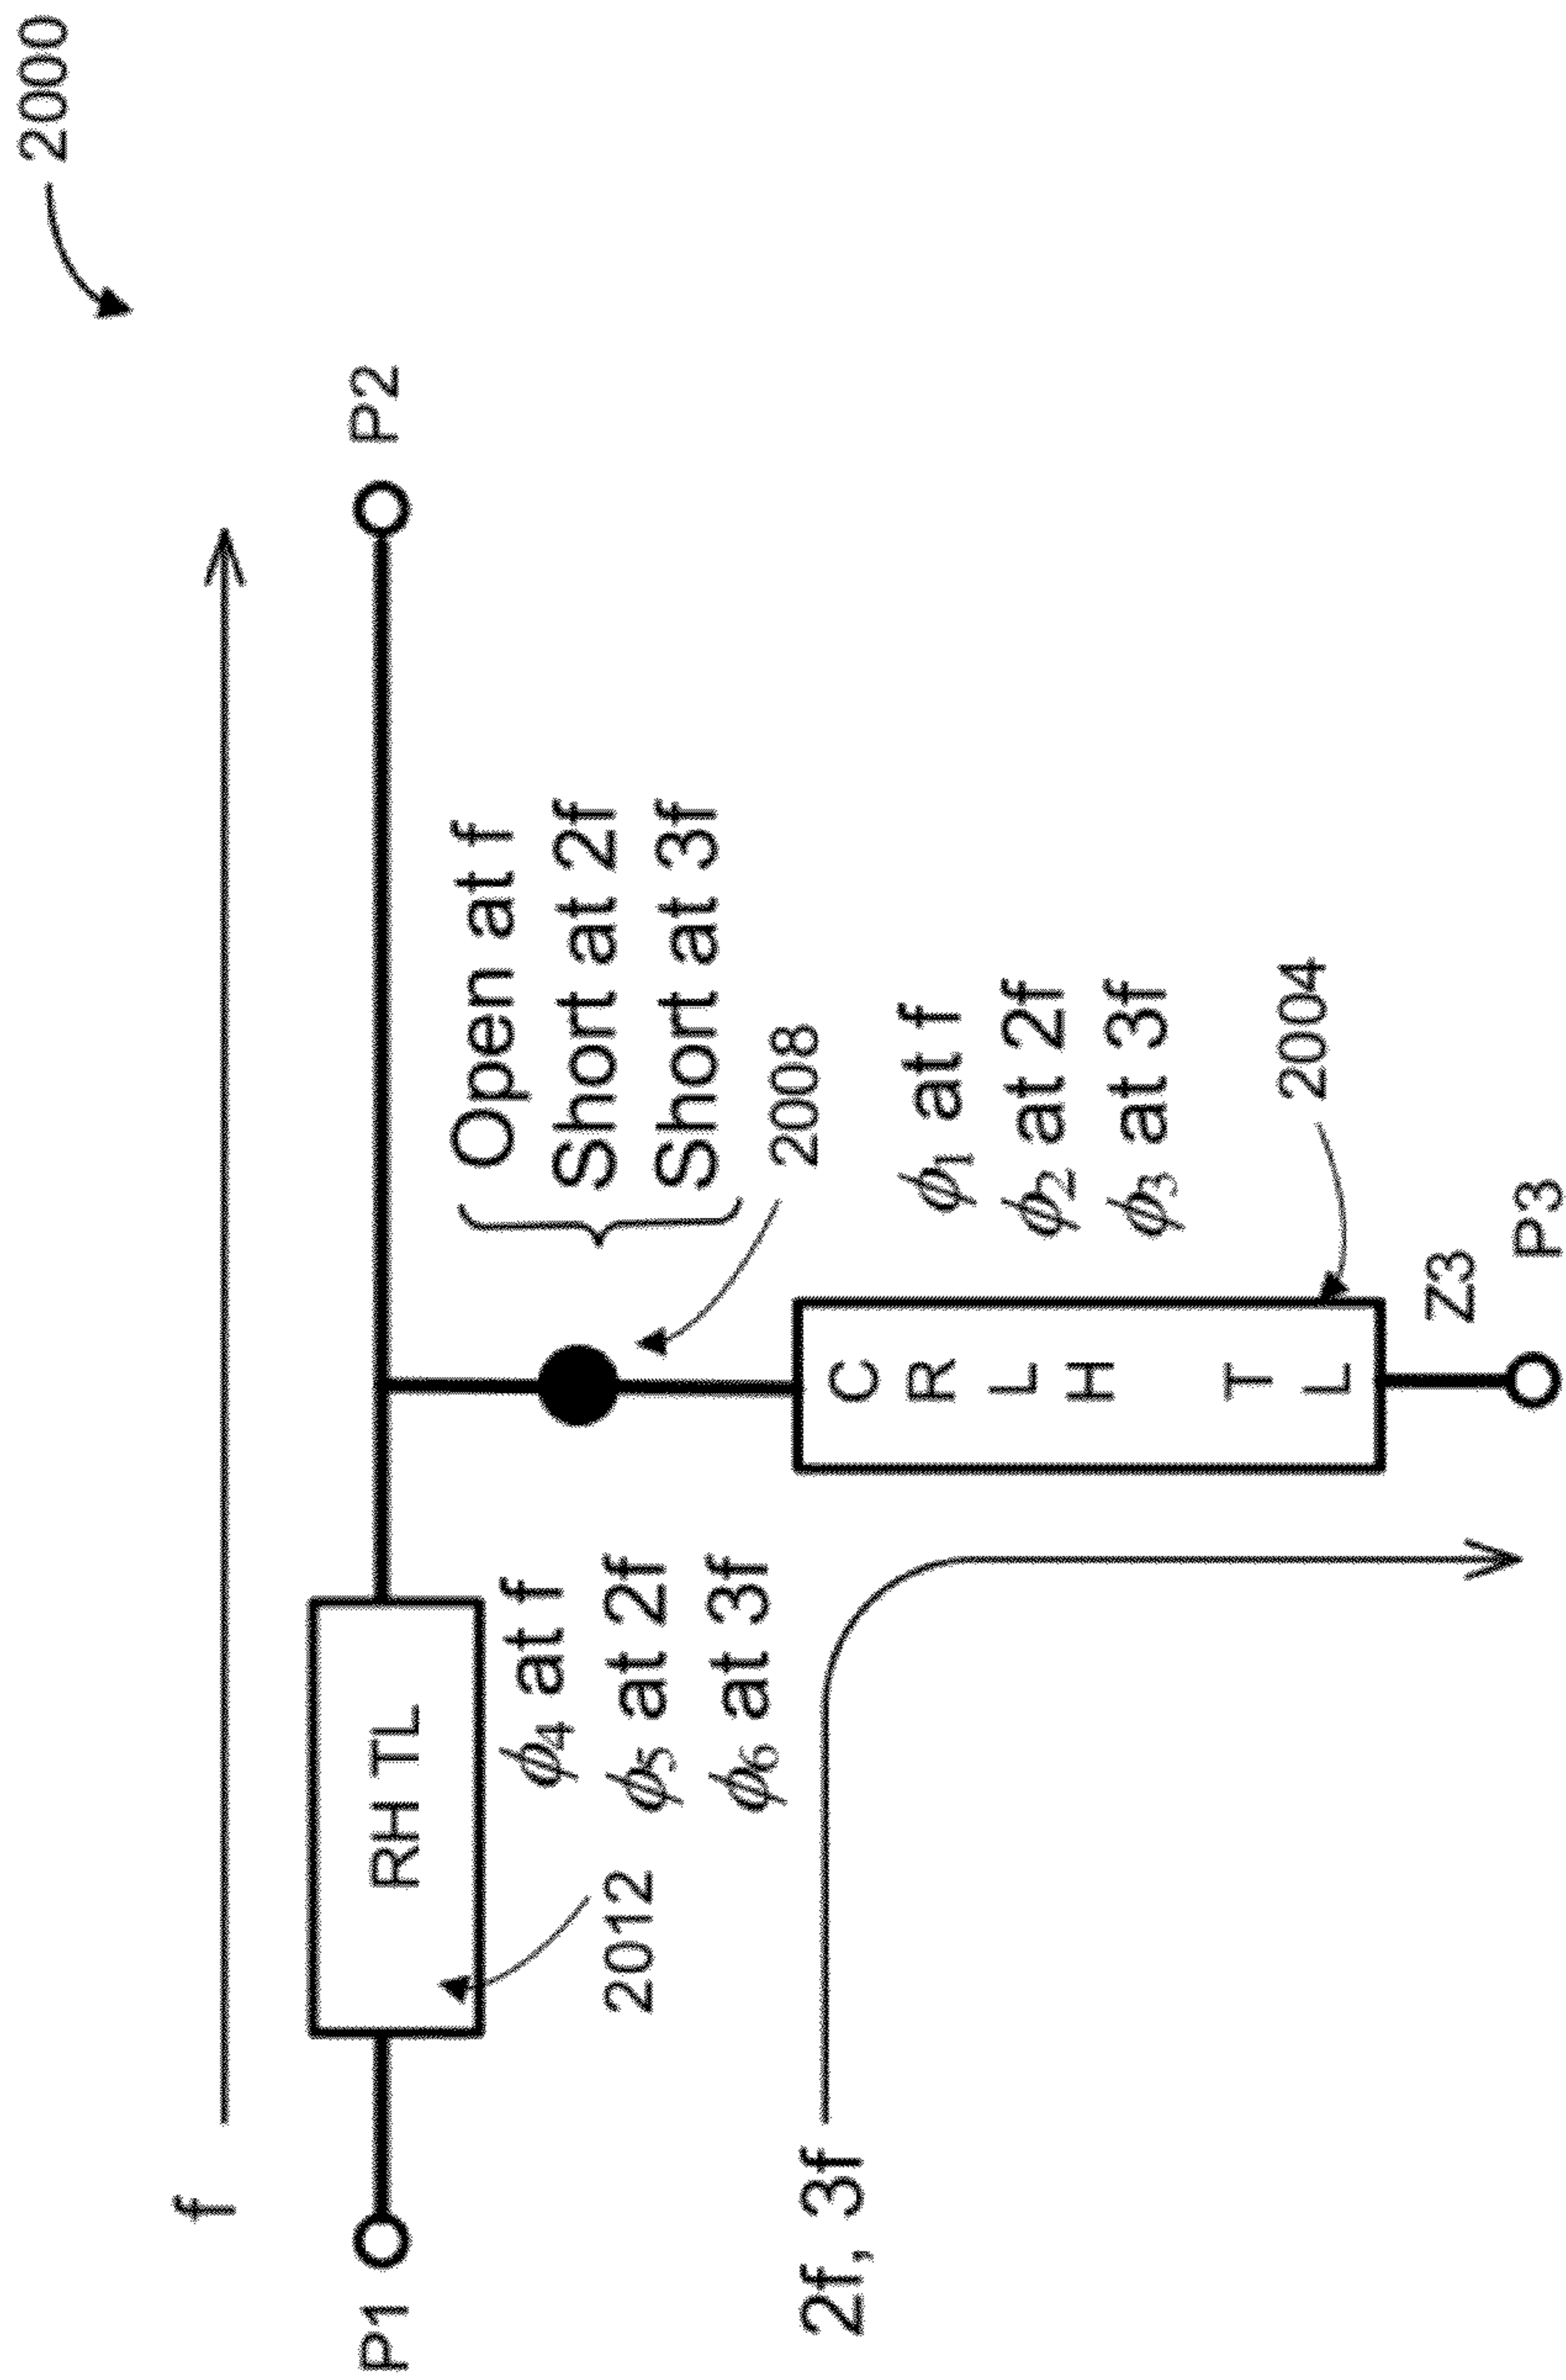 2000
f
P1
RH TL
P2
2012
ϕ4 at f
ϕ5 at 2f
ϕ6 at 3f
Open at f
Short at 2f
Short at 3f
2008
2f, 3f
CRLH TL
ϕ1 at f
ϕ2 at 2f
ϕ3 at 3f
2004
Z3
P3